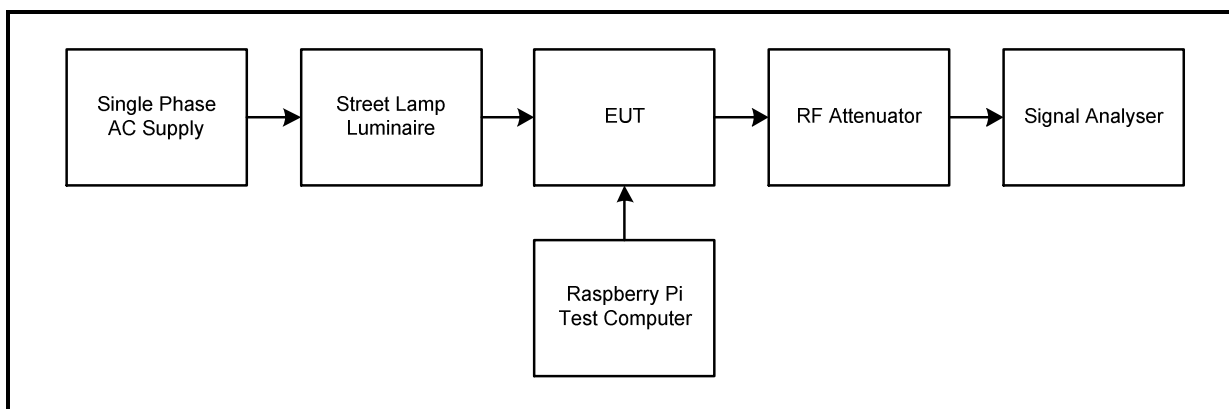 Single Phase
AC Supply
Street Lamp
Luminaire
EUT
RF Attenuator
Signal Analyser
Raspberry Pi
Test Computer